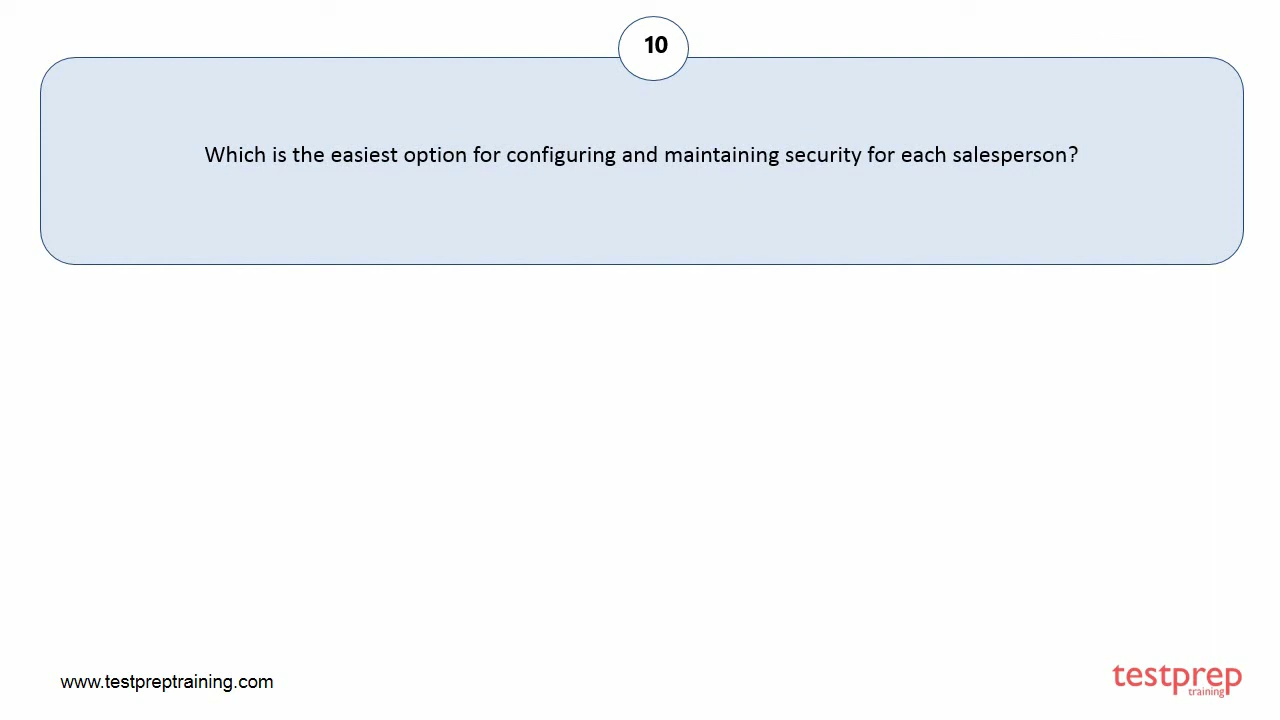 10
Which is the easiest option for configuring and maintaining security for each salesperson?
www.testpreptraining.com
testprep
training